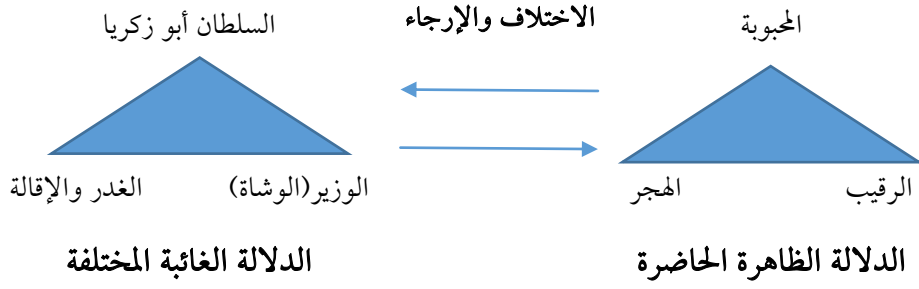 المحبوبة
الاختلاف والإرجاء
السلطان أبو زكريا
الرقيب
الهجر
الوزير(الوشاة)
الغدر والإقالة
الدلالة الظاهرة الحاضرة
الدلالة الغائبة المختلفة